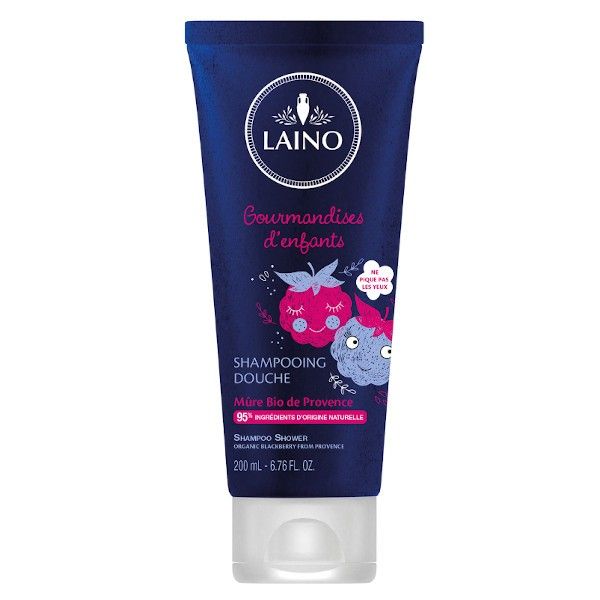 LAINO
Gourmandises
d'enfants
NE
PIQUE PAS
LES YEUX
SHAMPOOING
DOUCHE
Mûre Bio de Provence
95% INGRÉDIENTS D'ORIGINE NATURELLE
SHAMPOO SHOWER
ORGANIC BLACKBERRY FROM PROVENCE
200 mL - 6.76 FL. OZ.